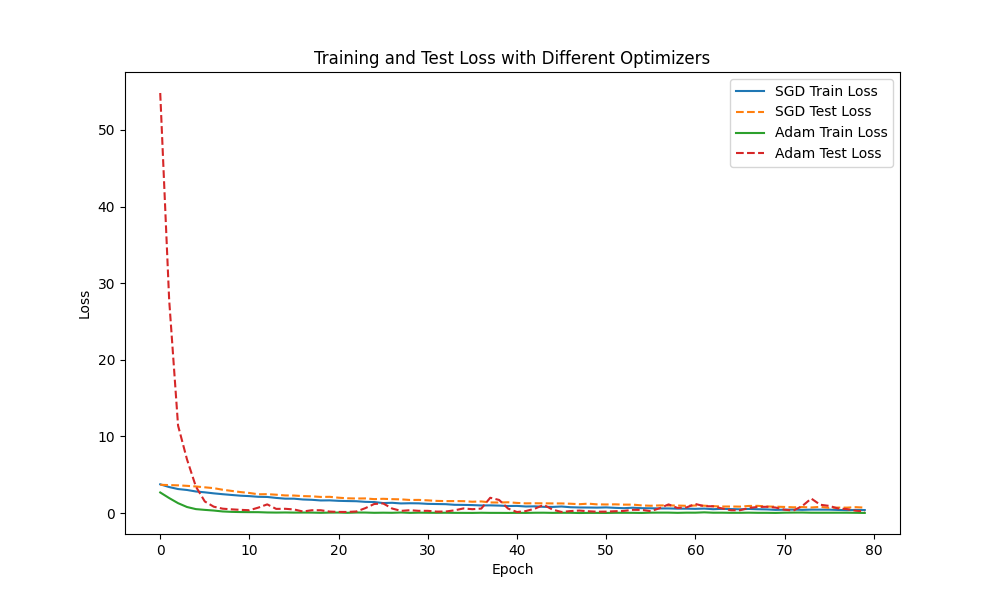 Training and Test Loss with Different Optimizers
SGD Train Loss
SGD Test Loss
Adam Train Loss
Adam Test Loss
50
40
30
20
10
0
Loss
0 10 20 30 40 50 60 70 80
Epoch